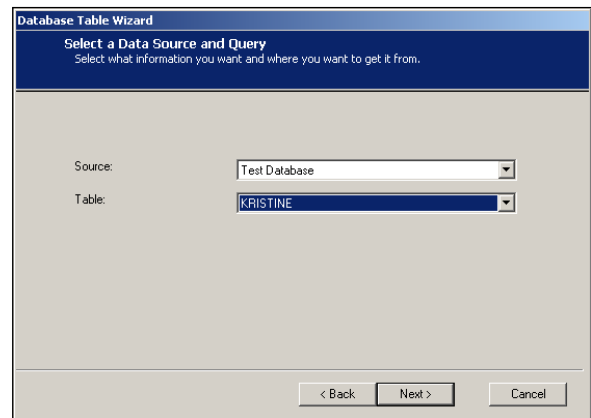 Database Table Wizard
Select a Data Source and Query
Select what information you want and where you want to get it from.
Source: Test Database
Table: KRISTINE
< Back Next > Cancel